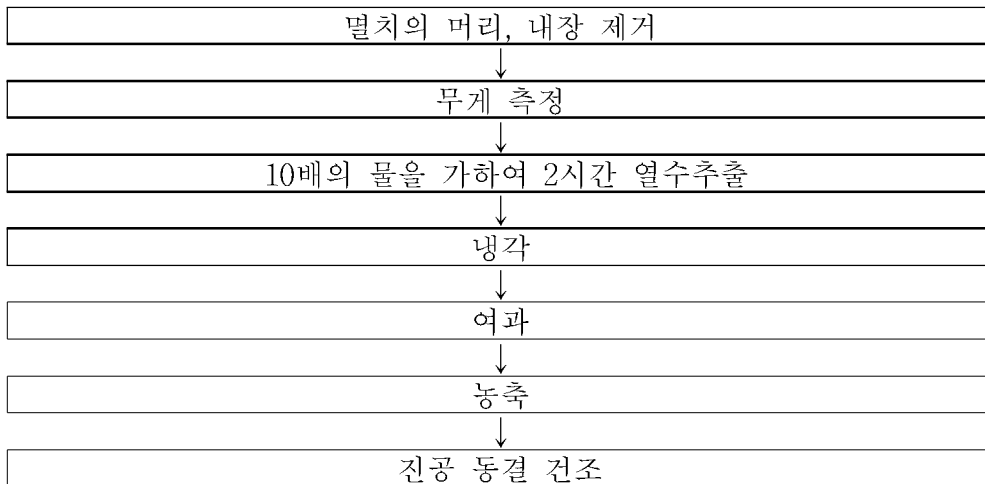 멸치의 머리, 내장 제거
무게 측정
10배의 물을 가하여 2시간 열수추출
냉각
여과
농축
진공 동결 건조